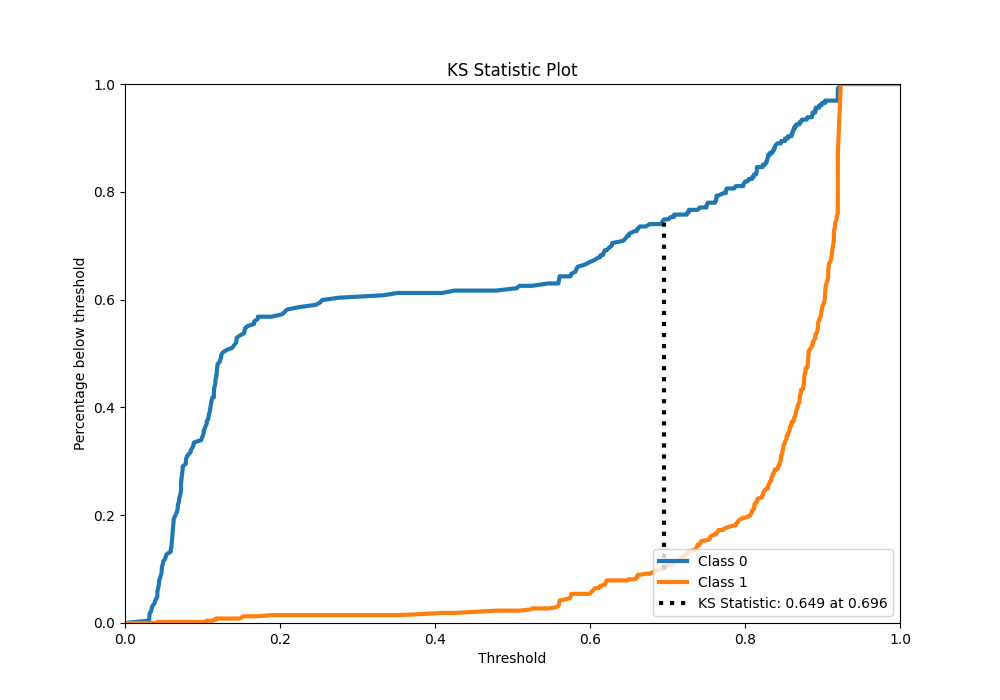 KS Statistic Plot
1.0
0.8
0.6
0.4
0.2
0.0
Percentage below threshold
0.0 0.2 0.4 0.6 0.8 1.0
Threshold
Class 0
Class 1
KS Statistic: 0.649 at 0.696